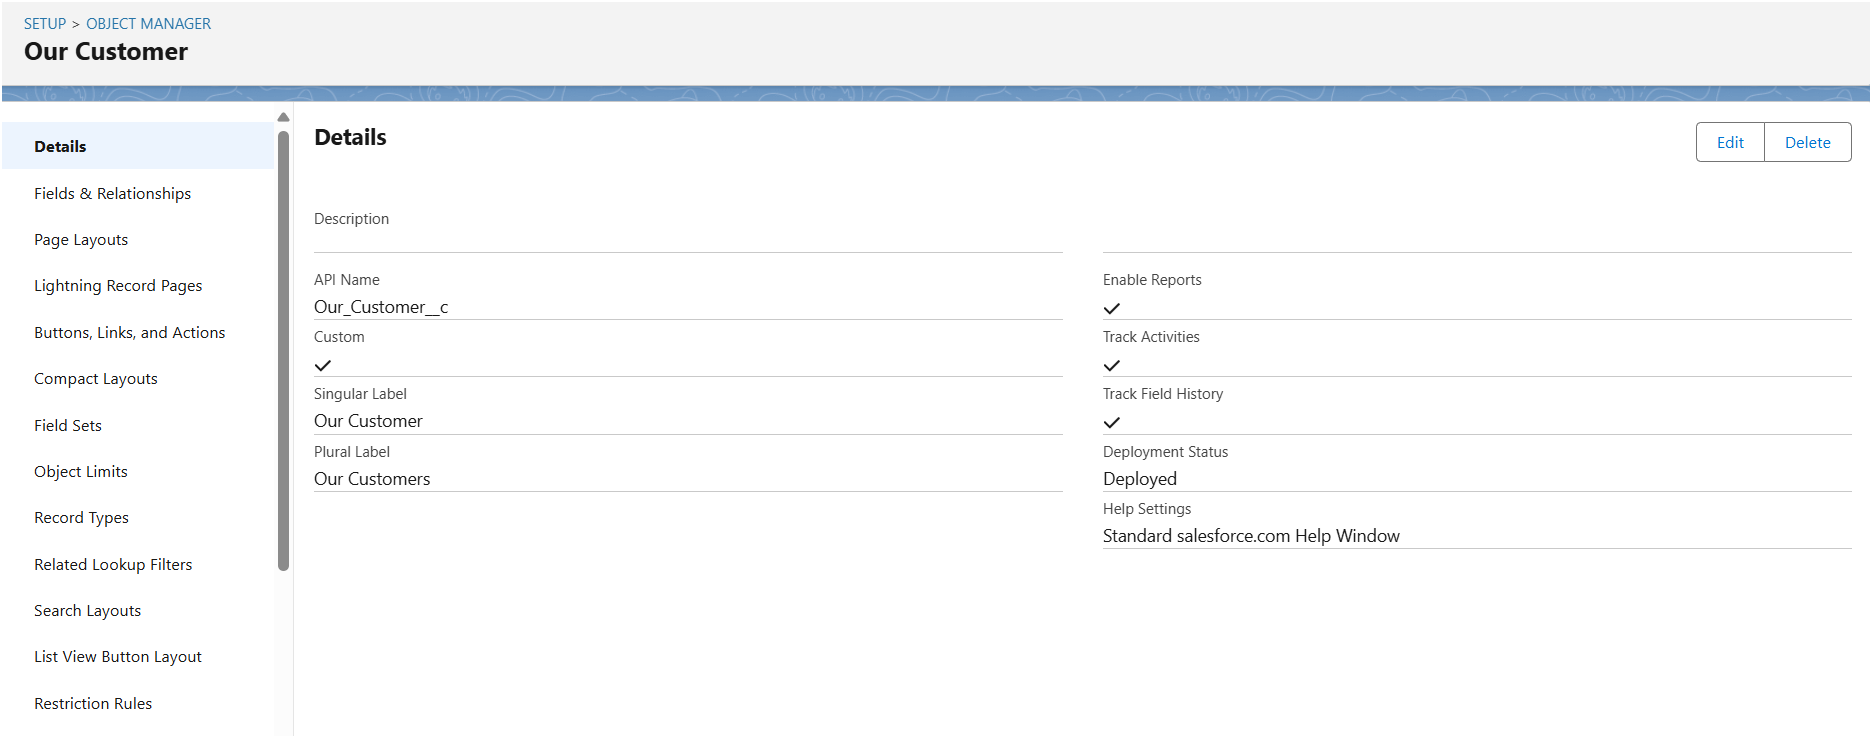 SETUP > OBJECT MANAGER
Our Customer
Details
Fields & Relationships
Page Layouts
Lightning Record Pages
Buttons, Links, and Actions
Compact Layouts
Field Sets
Object Limits
Record Types
Related Lookup Filters
Search Layouts
List View Button Layout
Restriction Rules
Details
Edit
Delete
Description
API Name
Our_Customer__c
Custom
Singular Label
Our Customer
Plural Label
Our Customers
Enable Reports
Track Activities
Track Field History
Deployment Status
Deployed
Help Settings
Standard salesforce.com Help Window